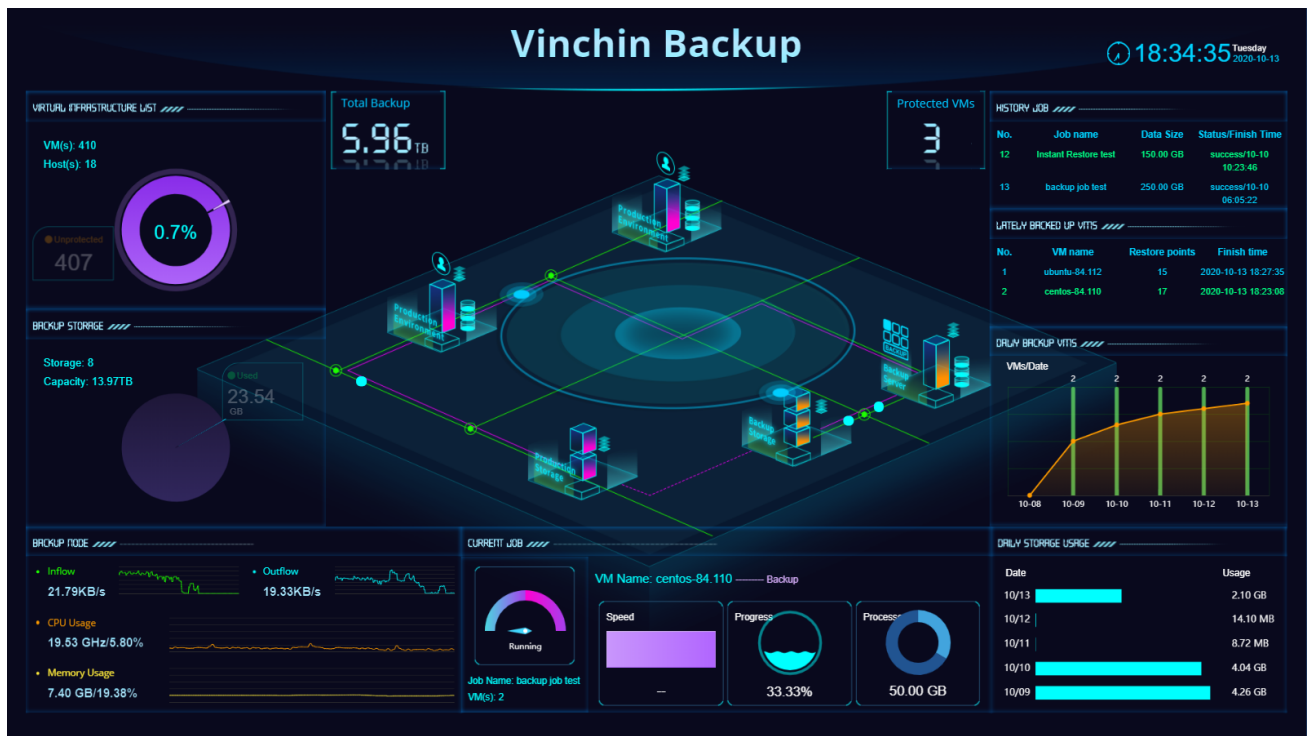 Vinchin Backup
18:34:35
Tuesday
2020-10-13
VIRTUAL INFRASTRUCTURE LIST
VM(s): 410
Host(s): 18
0.7%
Unprotected
407
Total Backup
5.96 TB
Protected VMs
3
BACKUP STORAGE
Storage: 8
Capacity: 13.97TB
Used
23.54
GB
Production
Environment
Production
Environment
BACKUP
Backup
Server
Backup
Storage
Production
Storage
HISTORY JOB
No. Job name Data Size Status/Finish Time
12 Instant Restore test 150.00 GB success/10-10
10:23:46
13 backup job test 250.00 GB success/10-10
06:05:22
LATELY BACKED UP VMS
No. VM name Restore points Finish time
1 ubuntu-84.112 15 2020-10-13 18:27:35
2 centos-84.110 17 2020-10-13 18:23:08
DAILY BACKUP VMS
VMs/Date
2 2 2 2 2
10-08 10-09 10-10 10-11 10-12 10-13
BACKUP NODE
Inflow
21.79KB/s
Outflow
19.33KB/s
CPU Usage
19.53 GHz/5.80%
Memory Usage
7.40 GB/19.38%
CURRENT JOB
Running
Job Name: backup job test
VM(s): 2
VM Name: centos-84.110 Backup
Speed
--
Progress
33.33%
Process
50.00 GB
DAILY STORAGE USAGE
Date Usage
10/13 2.10 GB
10/12 14.10 MB
10/11 8.72 MB
10/10 4.04 GB
10/09 4.26 GB